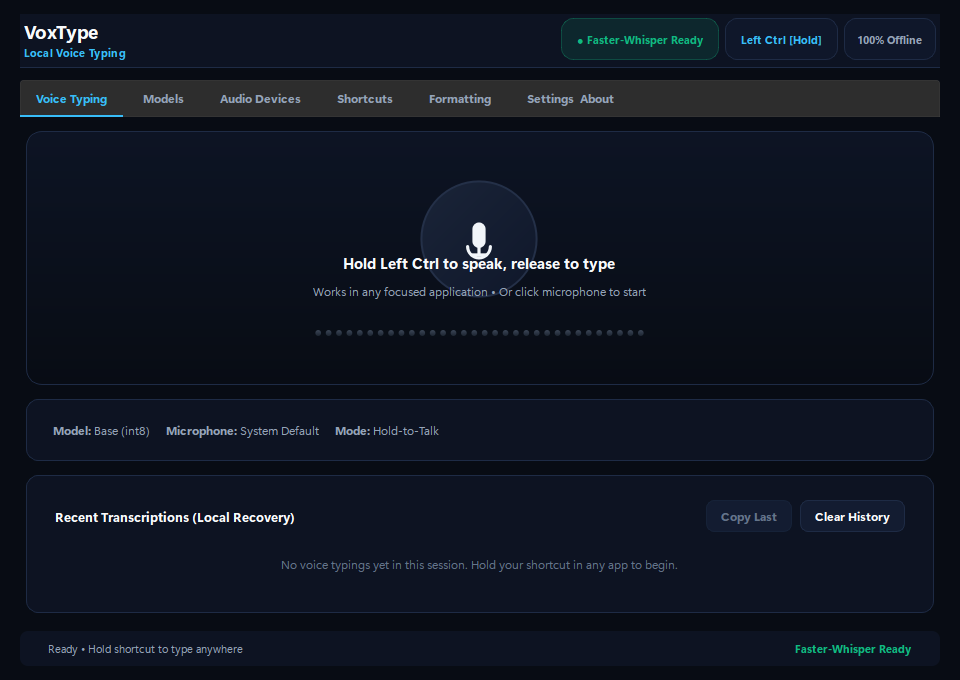 VoxType
Local Voice Typing
● Faster-Whisper Ready
Left Ctrl [Hold]
100% Offline
Voice Typing Models Audio Devices Shortcuts Formatting Settings About
Hold Left Ctrl to speak, release to type
Works in any focused application • Or click microphone to start
Model: Base (int8) Microphone: System Default Mode: Hold-to-Talk
Recent Transcriptions (Local Recovery)
Copy Last
Clear History
No voice typings yet in this session. Hold your shortcut in any app to begin.
Ready • Hold shortcut to type anywhere
Faster-Whisper Ready